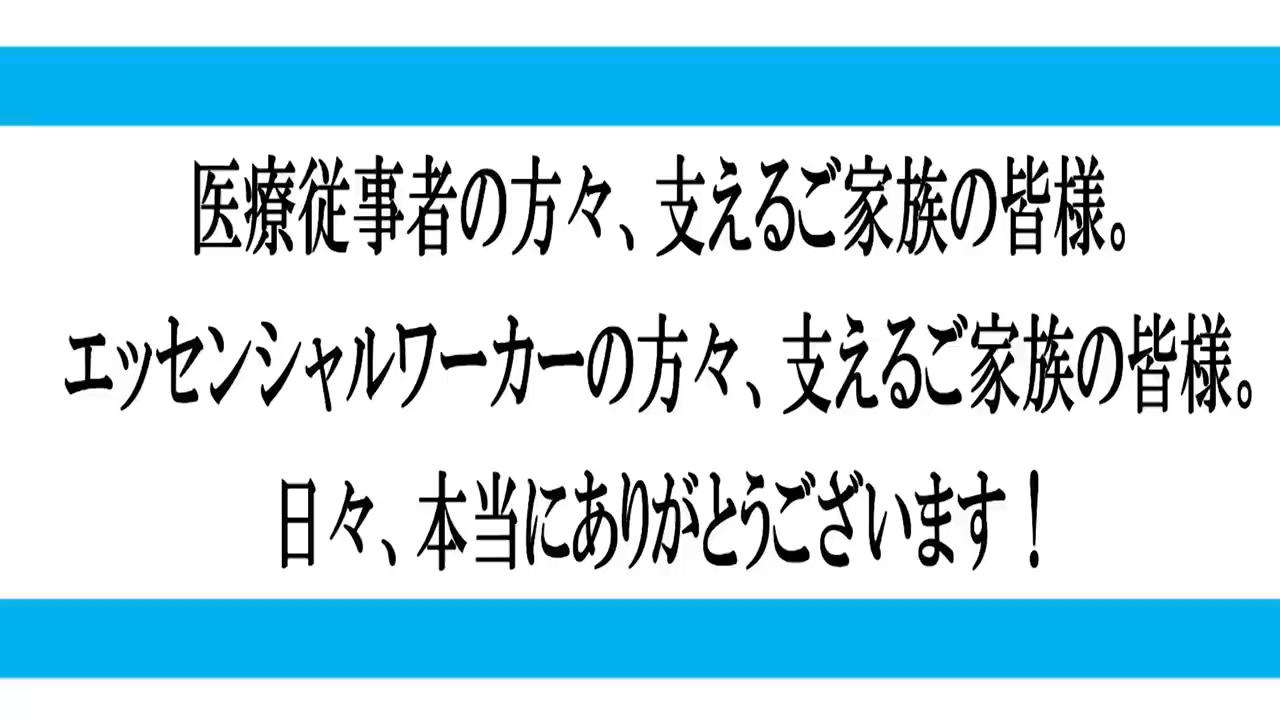 医療従事者の方々、支えるご家族の皆様。
エッセンシャルワーカーの方々、支えるご家族の皆様。
日々、本当にありがとうございます！